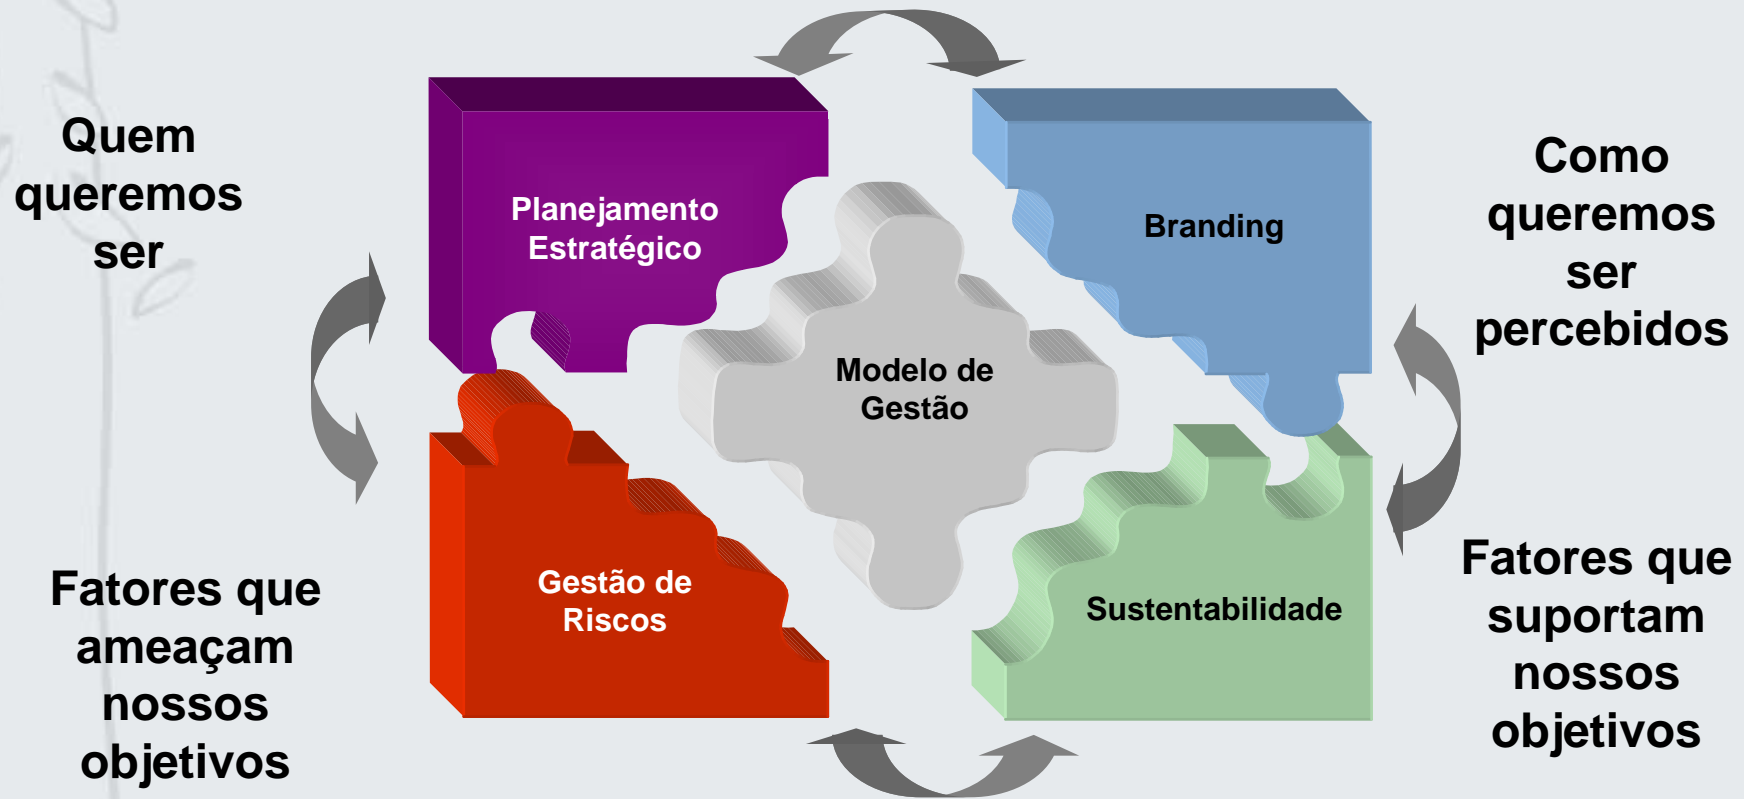 Quem
queremos
ser
Planejamento
Estratégico
Branding
Como
queremos
ser
percebidos
Modelo de
Gestão
Fatores que
ameaçam
nossos
objetivos
Gestão de
Riscos
Sustentabilidade
Fatores que
suportam
nossos
objetivos